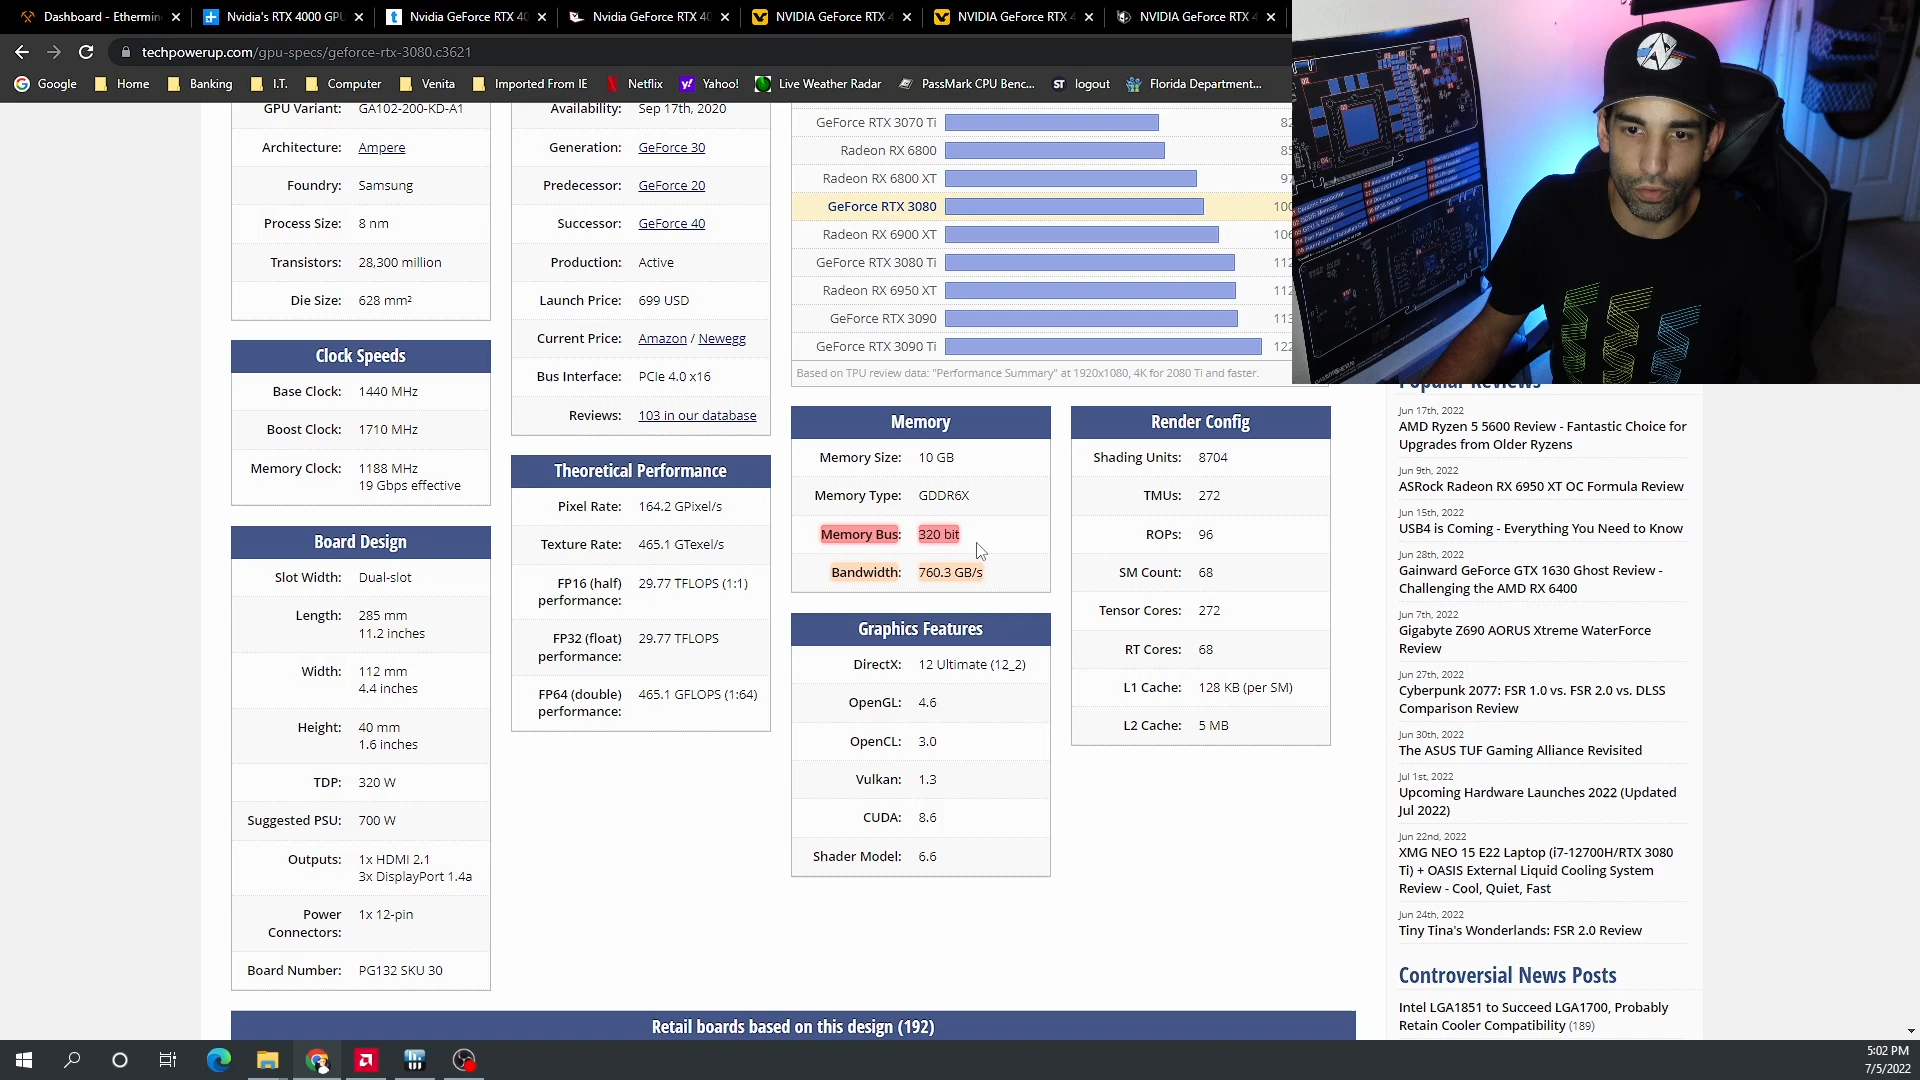 Dashboard - Ethermin
Nvidia's RTX 4000 GPU
Nvidia GeForce RTX 40
Nvidia GeForce RTX 40
NVIDIA GeForce RTX 4
NVIDIA GeForce RTX 4
NVIDIA GeForce RTX 4
techpowerup.com/gpu-specs/geforce-rtx-3080.c3621
Google
Home
Banking
I.T.
Computer
Venita
Imported From IE
Netflix
Yahoo!
Live Weather Radar
PassMark CPU Benc...
logout
Florida Department...
GPU Variant: GA102-200-KD-A1
Architecture: Ampere
Foundry: Samsung
Process Size: 8 nm
Transistors: 28,300 million
Die Size: 628 mm²
Clock Speeds
Base Clock: 1440 MHz
Boost Clock: 1710 MHz
Memory Clock: 1188 MHz
19 Gbps effective
Board Design
Slot Width: Dual-slot
Length: 285 mm
11.2 inches
Width: 112 mm
4.4 inches
Height: 40 mm
1.6 inches
TDP: 320 W
Suggested PSU: 700 W
Outputs: 1x HDMI 2.1
3x DisplayPort 1.4a
Power Connectors: 1x 12-pin
Board Number: PG132 SKU 30
Availability: Sep 17th, 2020
Generation: GeForce 30
Predecessor: GeForce 20
Successor: GeForce 40
Production: Active
Launch Price: 699 USD
Current Price: Amazon / Newegg
Bus Interface: PCIe 4.0 x16
Reviews: 103 in our database
Theoretical Performance
Pixel Rate: 164.2 GPixel/s
Texture Rate: 465.1 GTexel/s
FP16 (half) performance: 29.77 TFLOPS (1:1)
FP32 (float) performance: 29.77 TFLOPS
FP64 (double) performance: 465.1 GFLOPS (1:64)
GeForce RTX 3070 Ti
Radeon RX 6800
Radeon RX 6800 XT
GeForce RTX 3080
Radeon RX 6900 XT
GeForce RTX 3080 Ti
Radeon RX 6950 XT
GeForce RTX 3090
GeForce RTX 3090 Ti
Based on TPU review data: "Performance Summary" at 1920x1080, 4K for 2080 Ti and faster.
Memory
Memory Size: 10 GB
Memory Type: GDDR6X
Memory Bus: 320 bit
Bandwidth: 760.3 GB/s
Graphics Features
DirectX: 12 Ultimate (12_2)
OpenGL: 4.6
OpenCL: 3.0
Vulkan: 1.3
CUDA: 8.6
Shader Model: 6.6
Render Config
Shading Units: 8704
TMUs: 272
ROPs: 96
SM Count: 68
Tensor Cores: 272
RT Cores: 68
L1 Cache: 128 KB (per SM)
L2 Cache: 5 MB
Retail boards based on this design (192)
Popular Reviews
Jun 17th, 2022
AMD Ryzen 5 5600 Review - Fantastic Choice for
Upgrades from Older Ryzens
Jun 9th, 2022
ASRock Radeon RX 6950 XT OC Formula Review
Jun 15th, 2022
USB4 is Coming - Everything You Need to Know
Jun 28th, 2022
Gainward GeForce GTX 1630 Ghost Review -
Challenging the AMD RX 6400
Jun 7th, 2022
Gigabyte Z690 AORUS Xtreme WaterForce
Review
Jun 27th, 2022
Cyberpunk 2077: FSR 1.0 vs. FSR 2.0 vs. DLSS
Comparison Review
Jun 30th, 2022
The ASUS TUF Gaming Alliance Revisited
Jul 1st, 2022
Upcoming Hardware Launches 2022 (Updated
Jul 2022)
Jun 22nd, 2022
XMG NEO 15 E22 Laptop (i7-12700H/RTX 3080
Ti) + OASIS External Liquid Cooling System
Review - Cool, Quiet, Fast
Jun 24th, 2022
Tiny Tina's Wonderlands: FSR 2.0 Review
Controversial News Posts
Intel LGA1851 to Succeed LGA1700, Probably
Retain Cooler Compatibility (189)
5:02 PM
7/5/2022